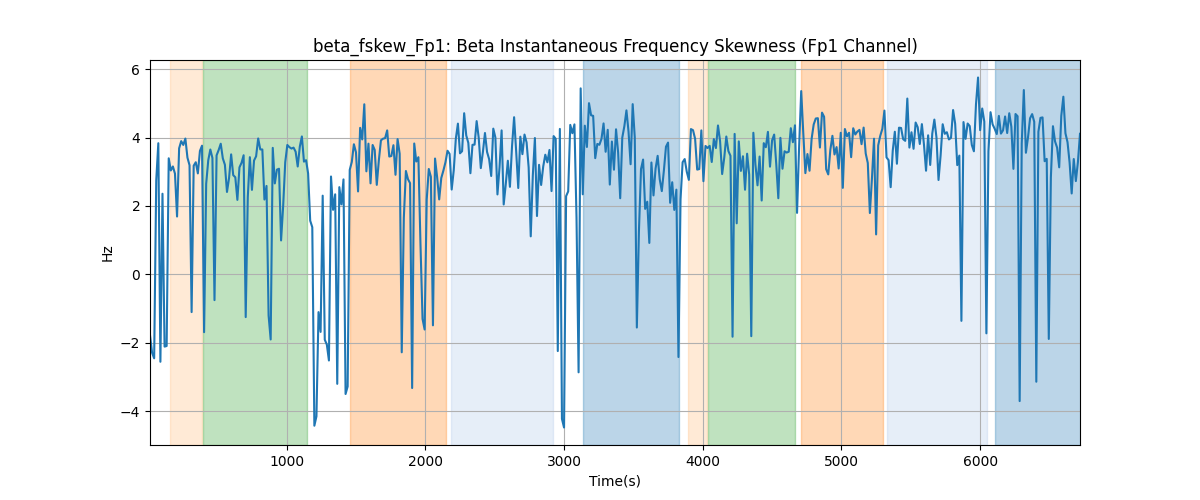 beta_fskew_Fp1: Beta Instantaneous Frequency Skewness (Fp1 Channel)
6
4
2
0
−2
−4
Hz
1000 2000 3000 4000 5000 6000
Time(s)